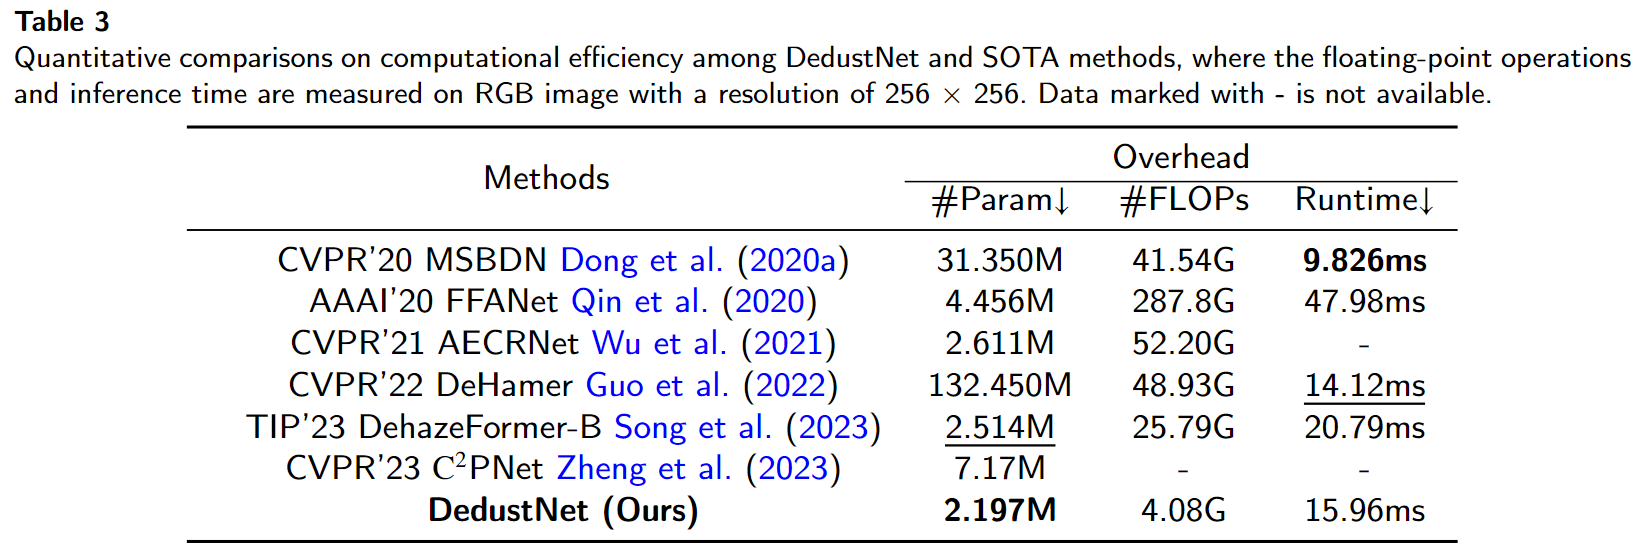 Table 3
Quantitative comparisons on computational efficiency among DedustNet and SOTA methods, where the floating-point operations
and inference time are measured on RGB image with a resolution of 256 × 256. Data marked with - is not available.
Methods Overhead
#Param↓ #FLOPs Runtime↓
CVPR'20 MSBDN Dong et al. (2020a) 31.350M 41.54G 9.826ms
AAAI'20 FFANet Qin et al. (2020) 4.456M 287.8G 47.98ms
CVPR'21 AECRNet Wu et al. (2021) 2.611M 52.20G -
CVPR'22 DeHamer Guo et al. (2022) 132.450M 48.93G 14.12ms
TIP'23 DehazeFormer-B Song et al. (2023) 2.514M 25.79G 20.79ms
CVPR'23 C²PNet Zheng et al. (2023) 7.17M - -
DedustNet (Ours) 2.197M 4.08G 15.96ms